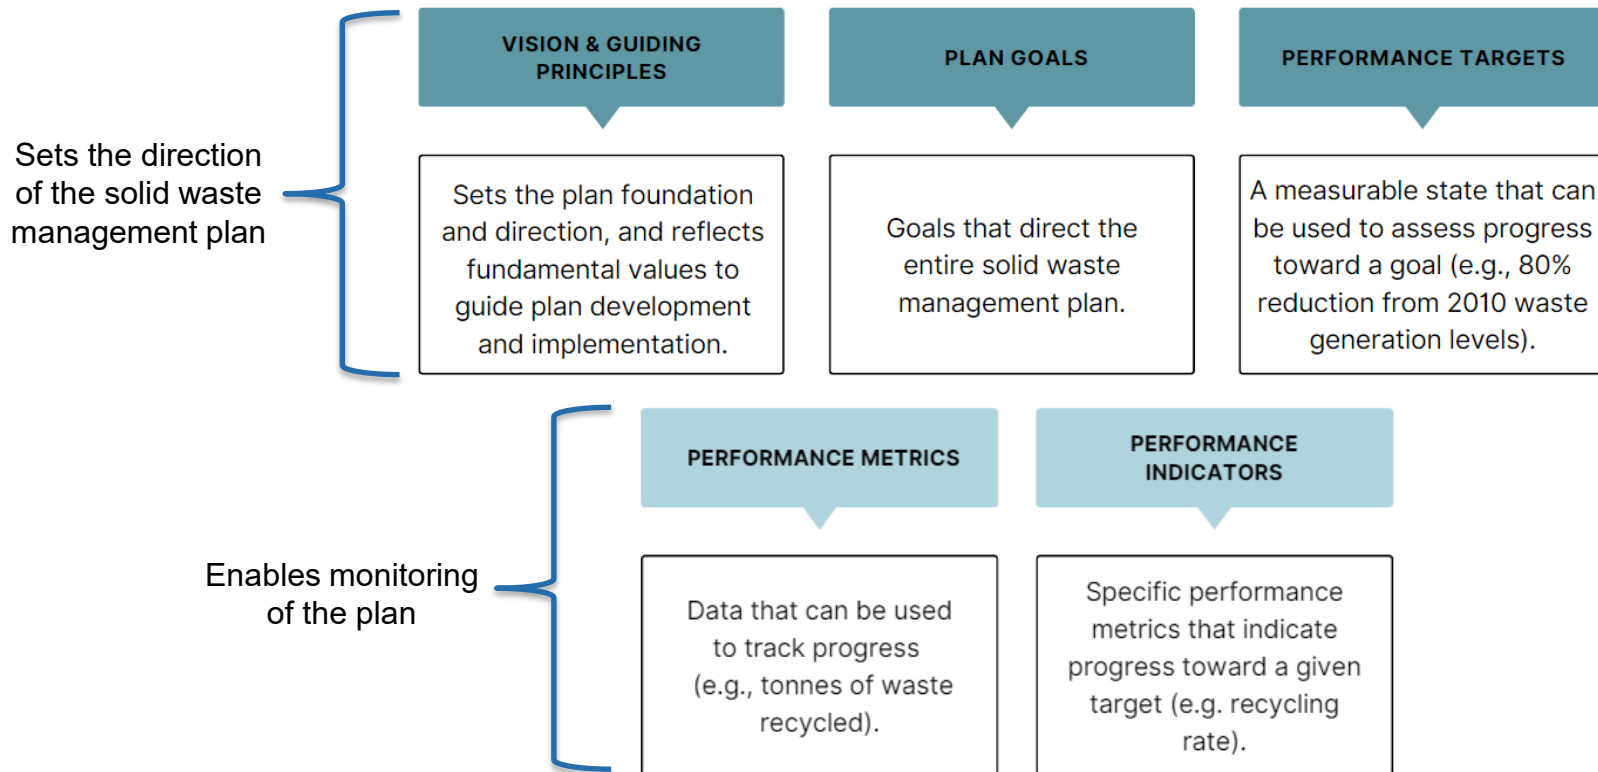 Sets the direction
of the solid waste
management plan
VISION & GUIDING
PRINCIPLES
Sets the plan foundation
and direction, and reflects
fundamental values to
guide plan development
and implementation.
PLAN GOALS
Goals that direct the
entire solid waste
management plan.
PERFORMANCE TARGETS
A measurable state that can
be used to assess progress
toward a goal (e.g., 80%
reduction from 2010 waste
generation levels).
Enables monitoring
of the plan
PERFORMANCE METRICS
Data that can be used
to track progress
(e.g., tonnes of waste
recycled).
PERFORMANCE
INDICATORS
Specific performance
metrics that indicate
progress toward a given
target (e.g. recycling
rate).